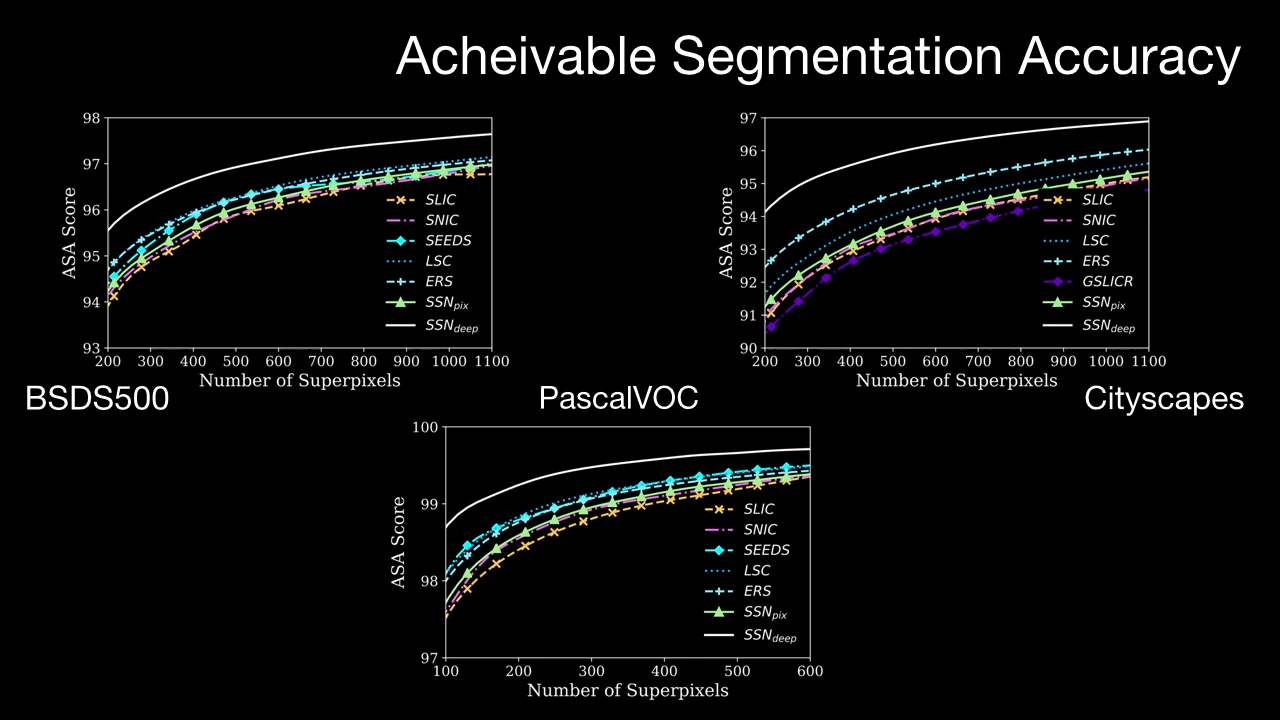 Acheivable Segmentation Accuracy
98
97
96
95
94
93
ASA Score
200 300 400 500 600 700 800 900 1000 1100
Number of Superpixels
SLIC
SNIC
SEEDS
LSC
ERS
SSNpix
SSNdeep
97
96
95
94
93
92
91
90
ASA Score
200 300 400 500 600 700 800 900 1000 1100
Number of Superpixels
SLIC
SNIC
LSC
ERS
GSLICR
SSNpix
SSNdeep
BSDS500
PascalVOC
Cityscapes
100
99
98
97
ASA Score
100 200 300 400 500 600
Number of Superpixels
SLIC
SNIC
SEEDS
LSC
ERS
SSNpix
SSNdeep